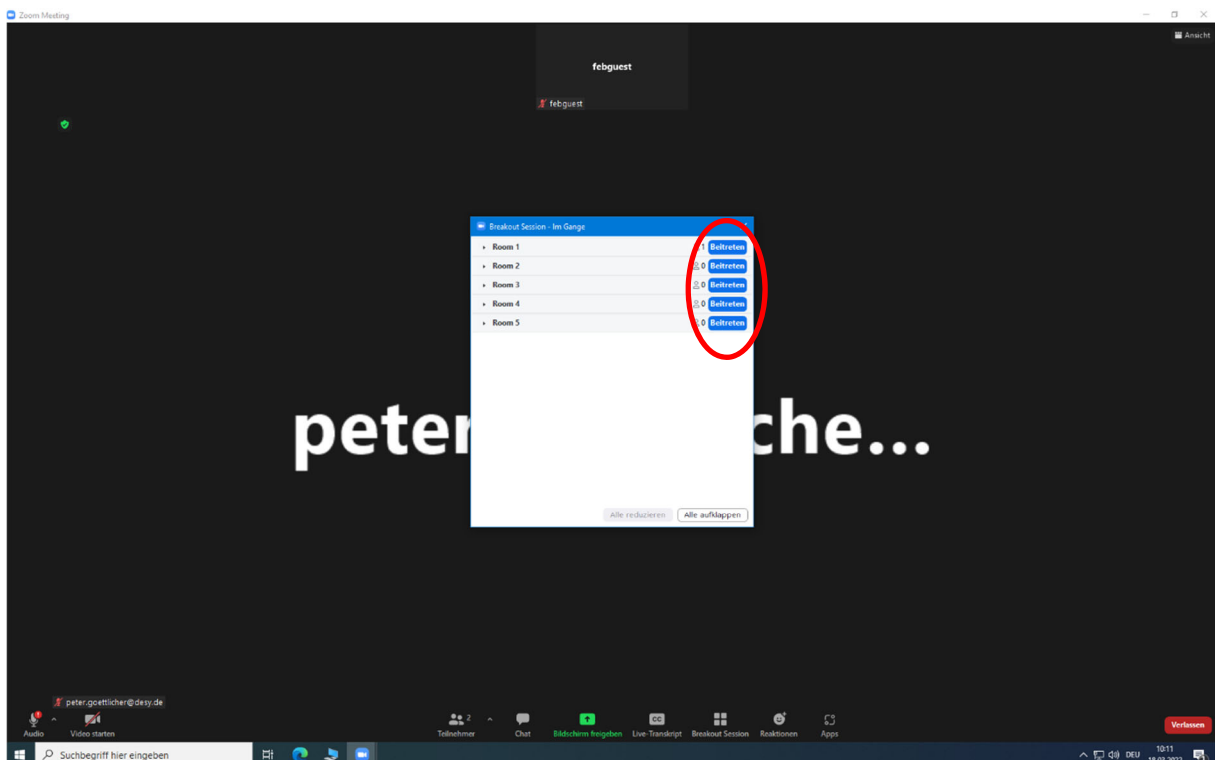 Zoom Meeting
Ansicht
febguest
febguest
Breakout Session - Im Gange
Room 1 1 Beitreten
Room 2 0 Beitreten
Room 3 0 Beitreten
Room 4 0 Beitreten
Room 5 0 Beitreten
peter che...
Alle reduzieren Alle aufklappen
peter.goettlicher@desy.de
Audio Video starten Teilnehmer 2 Chat Bildschirm freigeben CC Live-Transkript Breakout Session Reaktionen Apps Verlassen
Suchbegriff hier eingeben DEU 10:11
18.03.2022